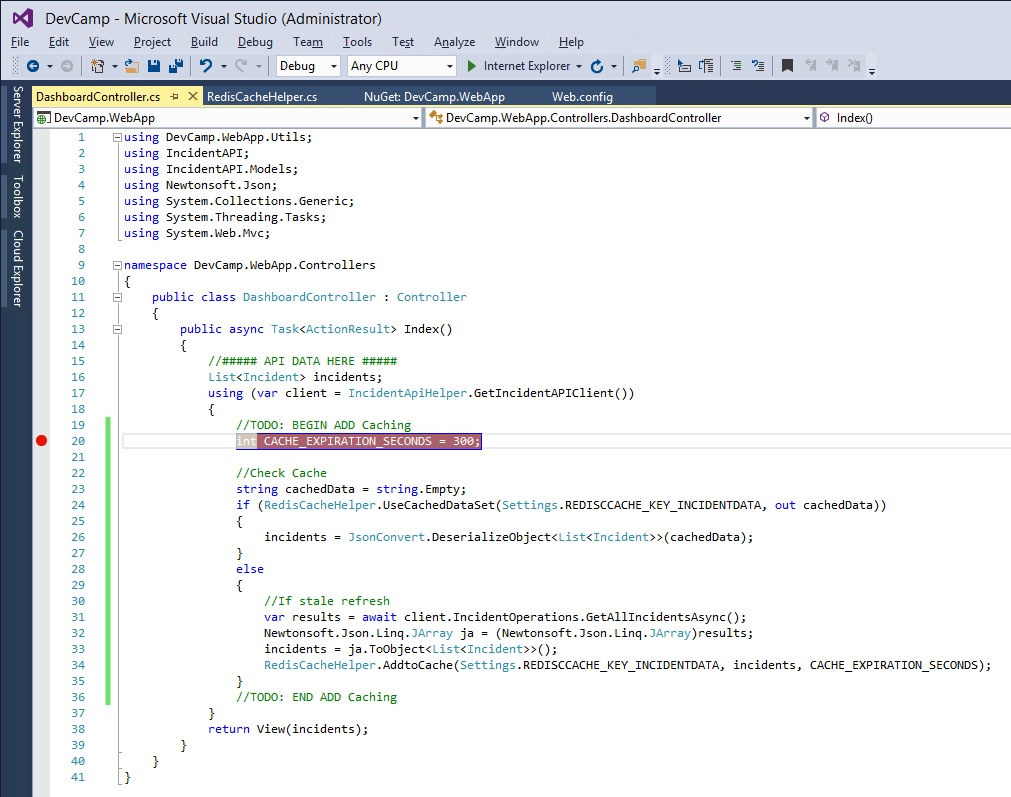 DevCamp - Microsoft Visual Studio (Administrator)
File Edit View Project Build Debug Team Tools Test Analyze Window Help
Debug Any CPU Internet Explorer
DashboardController.cs RedisCacheHelper.cs NuGet: DevCamp.WebApp Web.config
DevCamp.WebApp DevCamp.WebApp.Controllers.DashboardController Index()
Server Explorer
Toolbox
Cloud Explorer
1 using DevCamp.WebApp.Utils;
2 using IncidentAPI;
3 using IncidentAPI.Models;
4 using Newtonsoft.Json;
5 using System.Collections.Generic;
6 using System.Threading.Tasks;
7 using System.Web.Mvc;
8
9 namespace DevCamp.WebApp.Controllers
10 {
11 public class DashboardController : Controller
12 {
13 public async Task<ActionResult> Index()
14 {
15 //##### API DATA HERE #####
16 List<Incident> incidents;
17 using (var client = IncidentApiHelper.GetIncidentAPIClient())
18 {
19 //TODO: BEGIN ADD Caching
20 int CACHE_EXPIRATION_SECONDS = 300;
21
22 //Check Cache
23 string cachedData = string.Empty;
24 if (RedisCacheHelper.UseCachedDataSet(Settings.REDISCCACHE_KEY_INCIDENTDATA, out cachedData))
25 {
26 incidents = JsonConvert.DeserializeObject<List<Incident>>(cachedData);
27 }
28 else
29 {
30 //If stale refresh
31 var results = await client.IncidentOperations.GetAllIncidentsAsync();
32 Newtonsoft.Json.Linq.JArray ja = (Newtonsoft.Json.Linq.JArray)results;
33 incidents = ja.ToObject<List<Incident>>();
34 RedisCacheHelper.AddtoCache(Settings.REDISCCACHE_KEY_INCIDENTDATA, incidents, CACHE_EXPIRATION_SECONDS);
35 }
36 //TODO: END ADD Caching
37 }
38 return View(incidents);
39 }
40 }
41 }